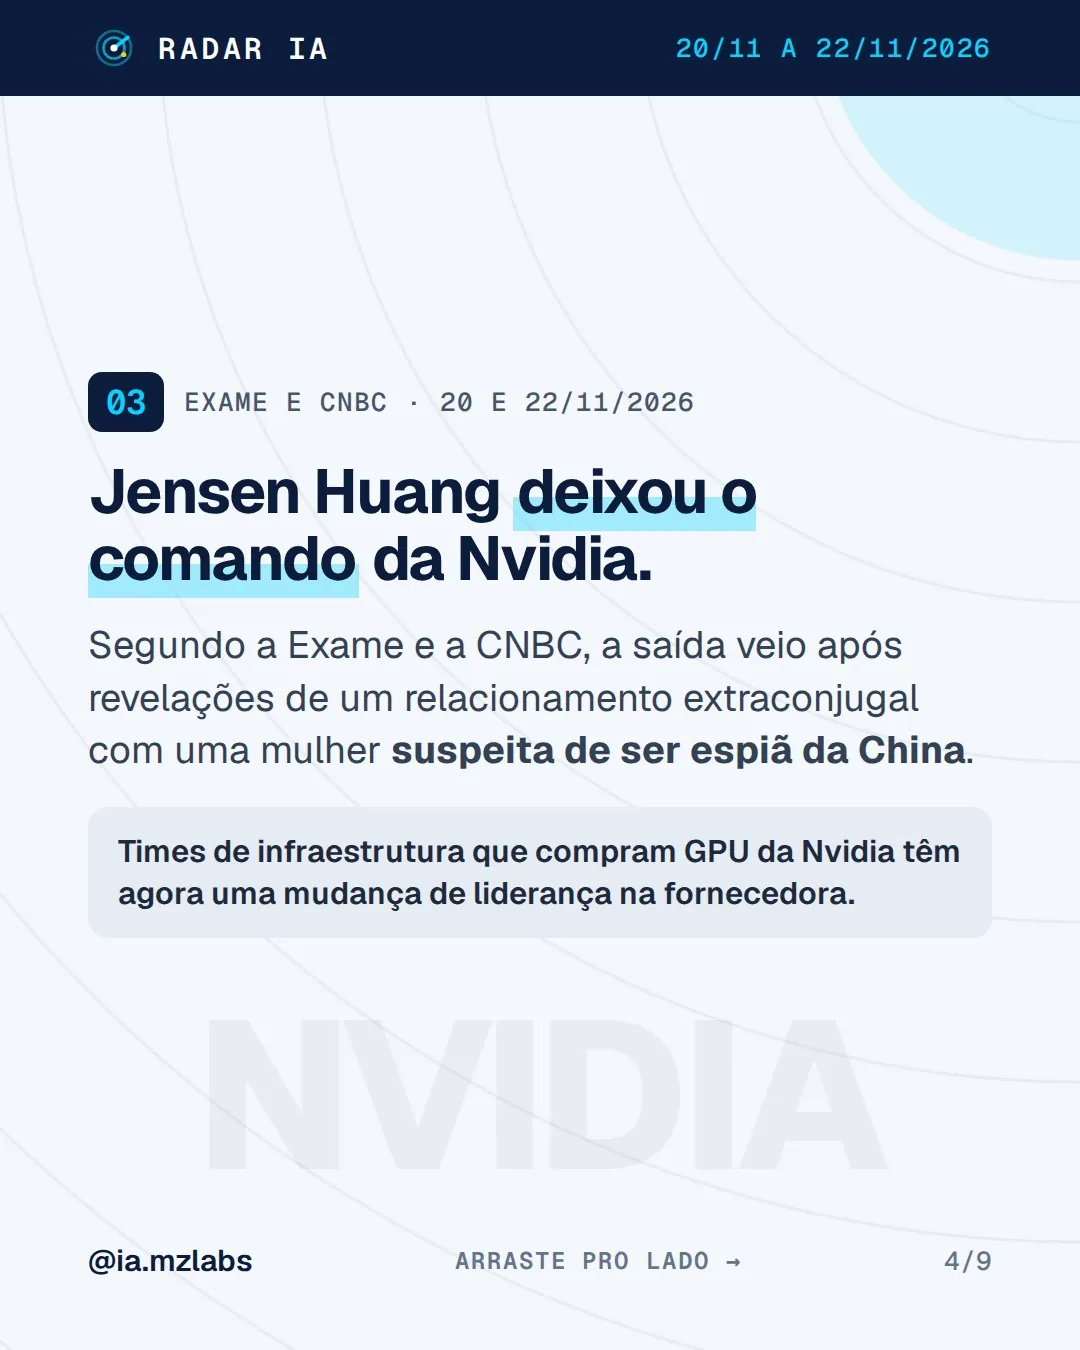 RADAR IA
20/11 A 22/11/2026
03
EXAME E CNBC · 20 E 22/11/2026
Jensen Huang deixou o
comando da Nvidia.
Segundo a Exame e a CNBC, a saída veio após
revelações de um relacionamento extraconjugal
com uma mulher suspeita de ser espiã da China.
Times de infraestrutura que compram GPU da Nvidia têm
agora uma mudança de liderança na fornecedora.
NVIDIA
@ia.mzlabs
ARRASTE PRO LADO →
4/9